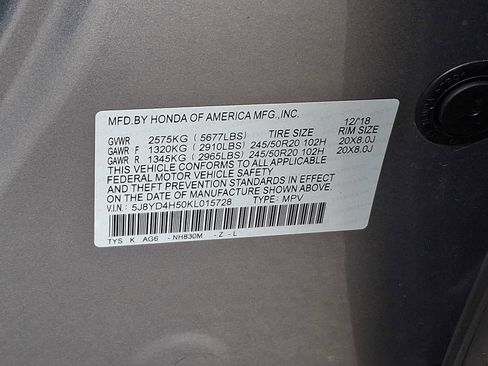 MFD.BY HONDA OF AMERICA MFG.,INC. 12/'18
GVWR 2575KG ( 5677LBS) TIRE SIZE RIM SIZE
GAWR F 1320KG ( 2910LBS) 245/50R20 102H 20X8.0J
GAWR R 1345KG ( 2965LBS) 245/50R20 102H 20X8.0J
THIS VEHICLE CONFORMS TO ALL APPLICABLE
FEDERAL MOTOR VEHICLE SAFETY
AND THEFT PREVENTION STANDARDS IN EFFECT
ON THE DATE OF MANUFACTURE SHOWN ABOVE.
V.I.N: 5J8YD4H50KL015728 TYPE: MPV
TYS K AG6 -NH830M -Z -L